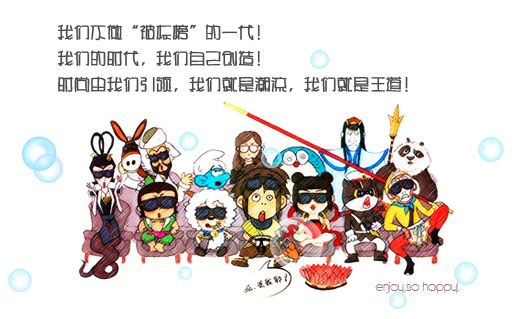 我们不做“被标榜”的一代！
我们的时代，我们自己创造！
时尚由我们引领，我们就是潮流，我们就是王道！
enjoy.so happy.